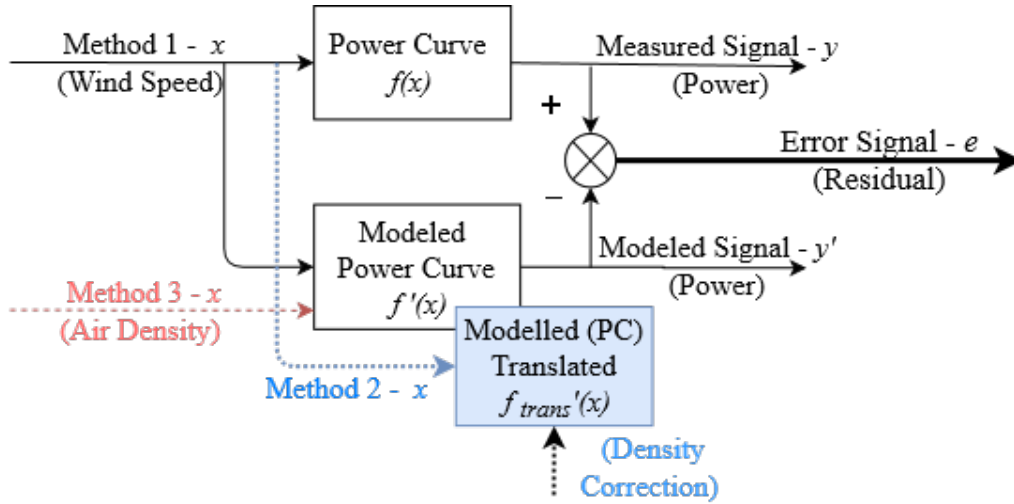 Method 1 - x
(Wind Speed)
Power Curve
f(x)
Measured Signal - y
(Power)
+
Error Signal - e
(Residual)
−
Modeled
Power Curve
f'(x)
Modeled Signal - y'
(Power)
Method 3 - x
(Air Density)
Modelled (PC)
Translated
f trans'(x)
Method 2 - x
(Density
Correction)